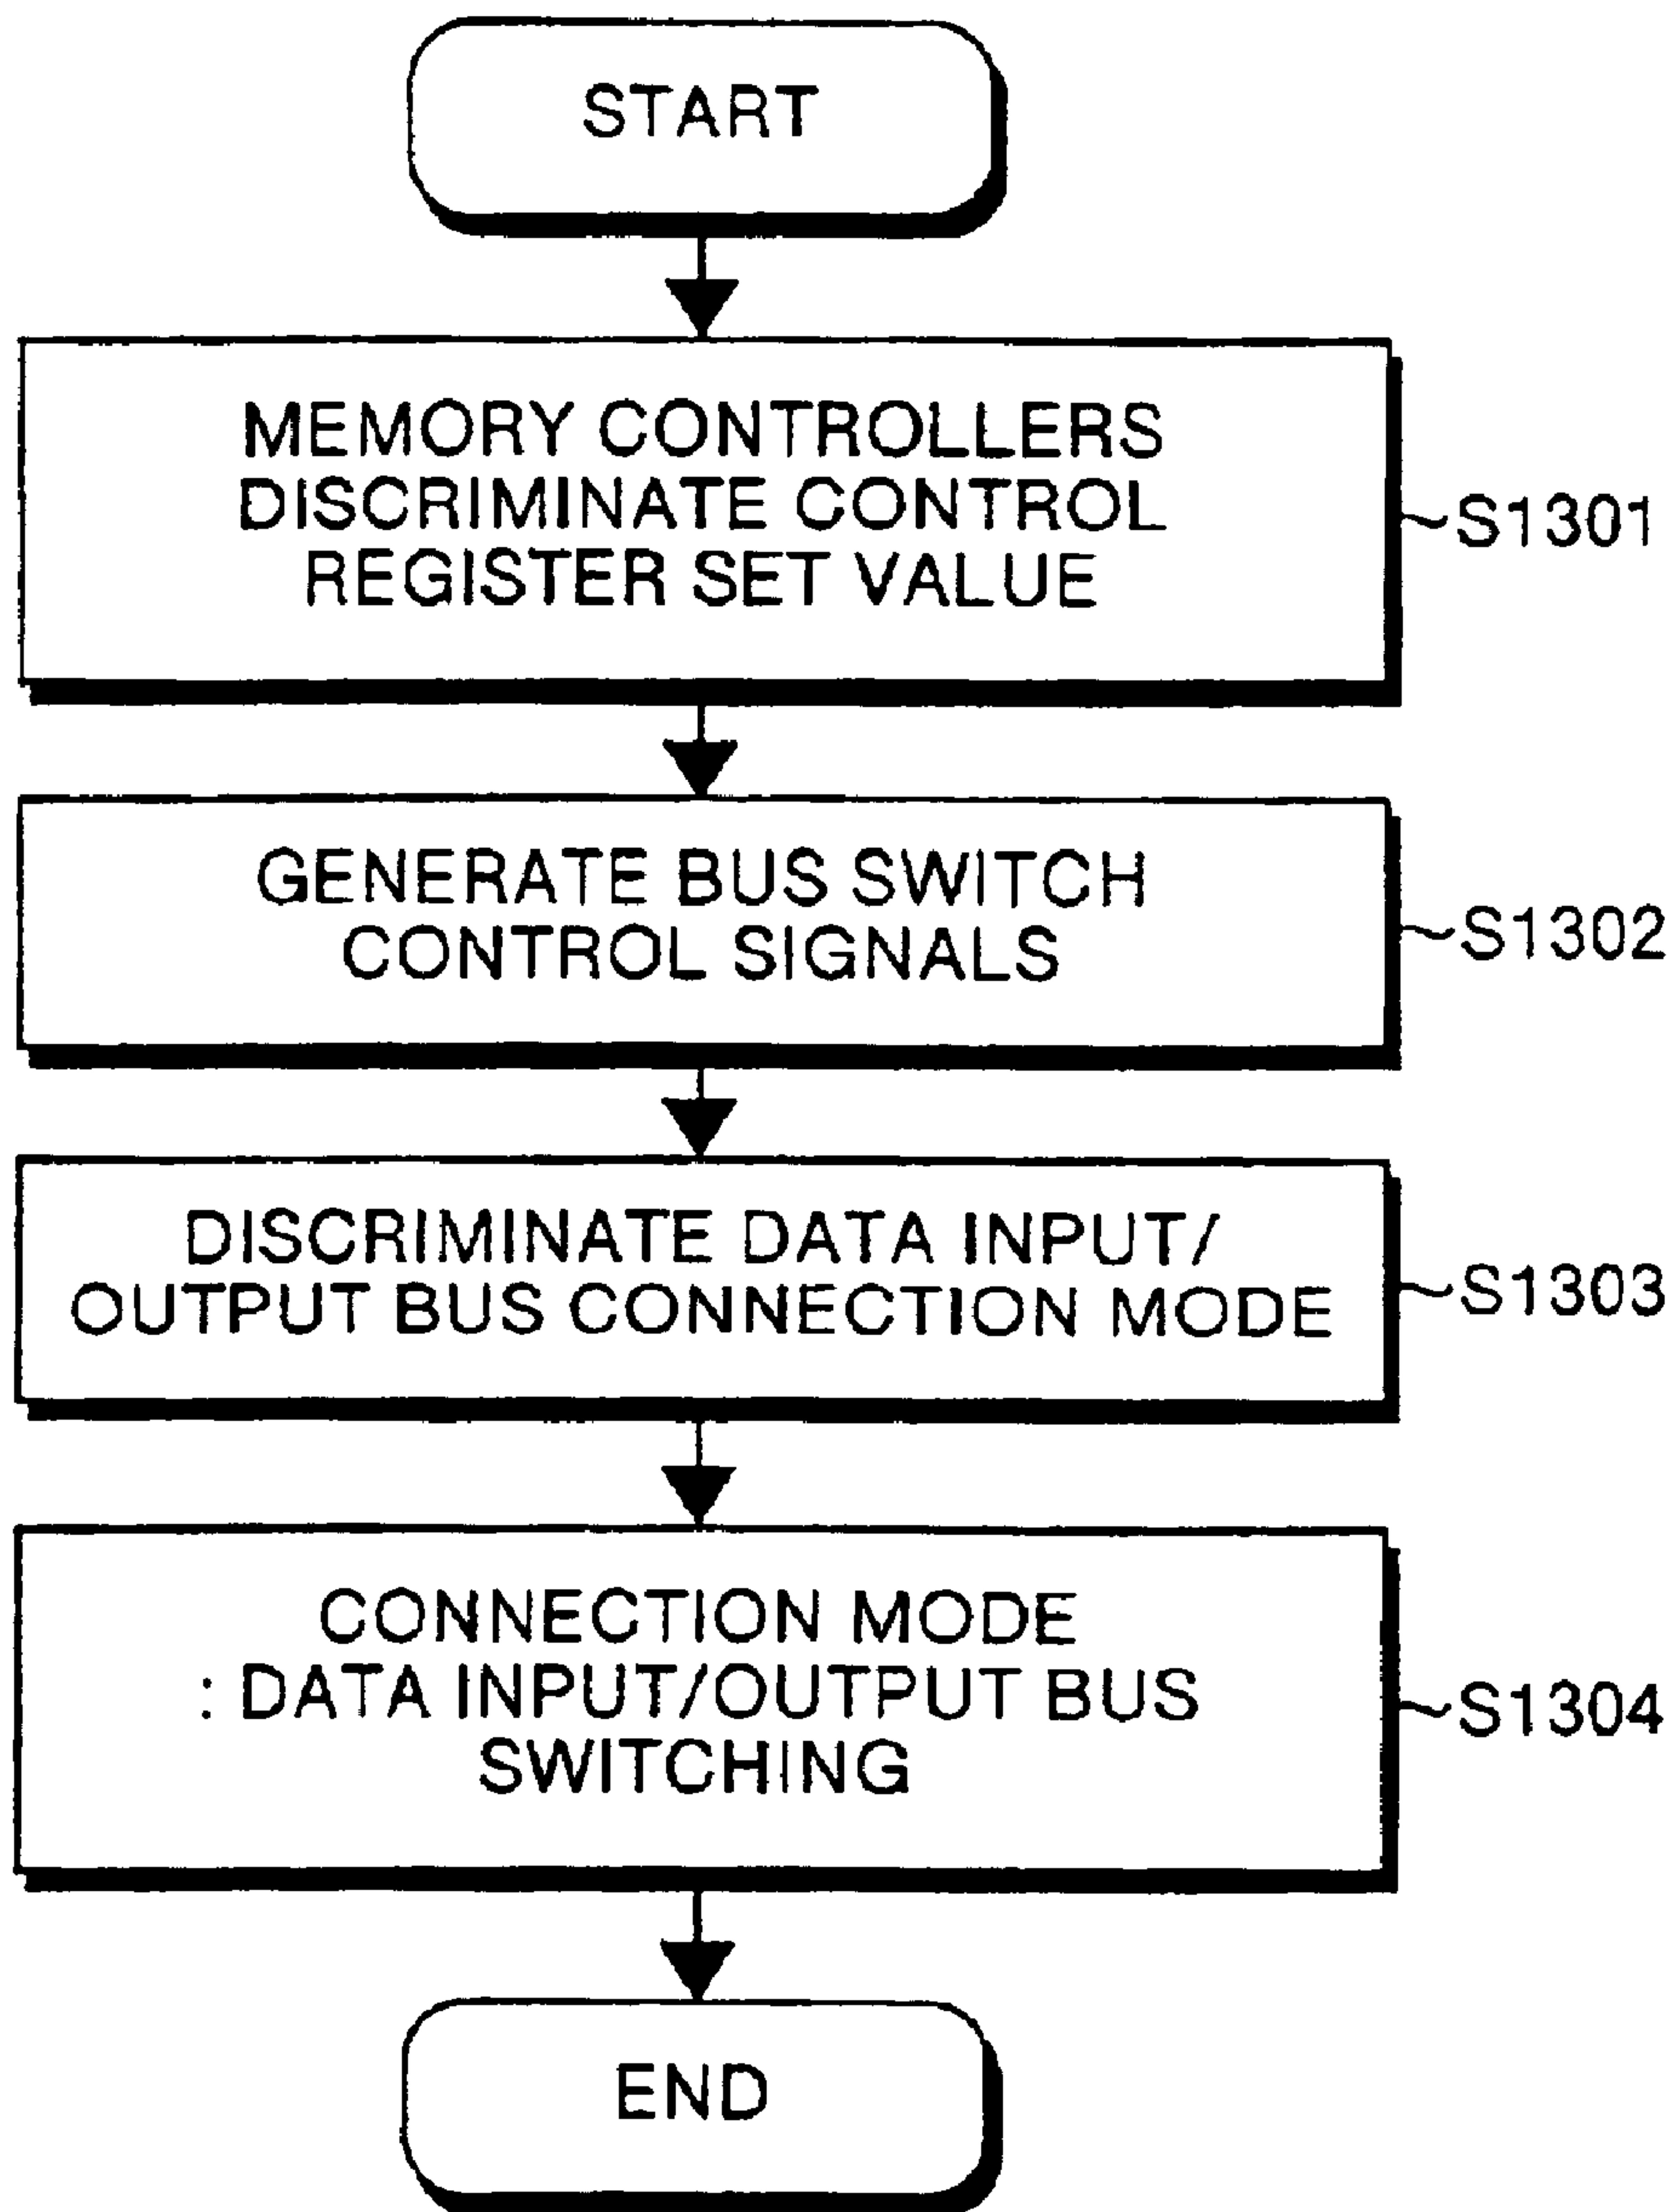 START
MEMORY CONTROLLERS
DISCRIMINATE CONTROL
REGISTER SET VALUE
S1301
GENERATE BUS SWITCH
CONTROL SIGNALS
S1302
DISCRIMINATE DATA INPUT/
OUTPUT BUS CONNECTION MODE
S1303
CONNECTION MODE
: DATA INPUT/OUTPUT BUS
SWITCHING
S1304
END